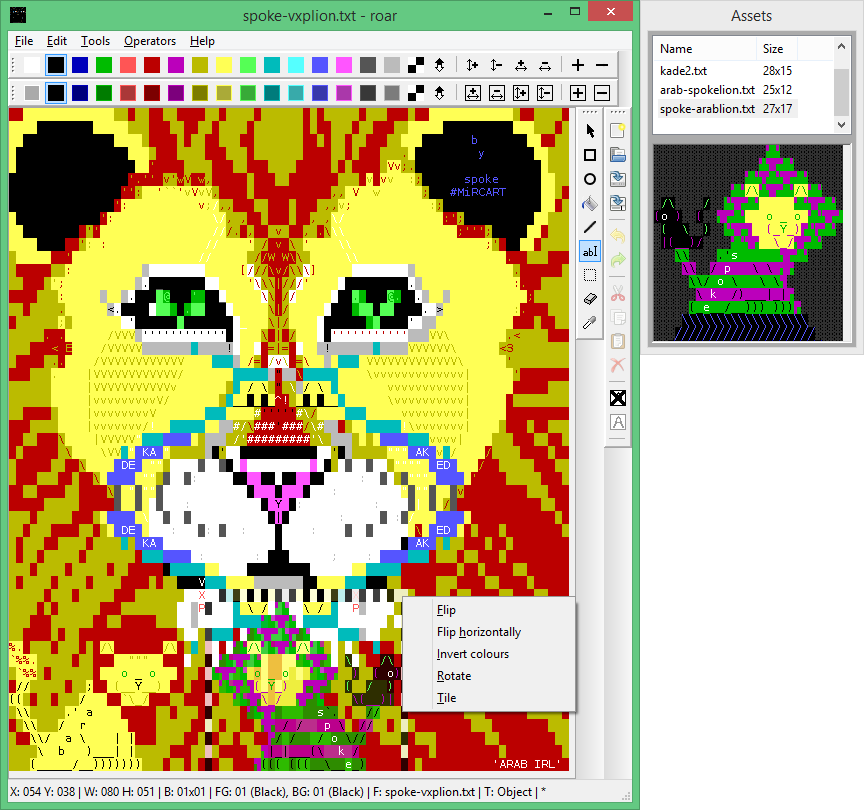 spoke-vxplion.txt - roar
File Edit Tools Operators Help
b
y
spoke
#MiRCART
KA
DE
AK
ED
DE
KA
ED
AK
<3
V
X
P
P
a
r
a
b
s
p
o
k
e
'ARAB IRL'
Flip
Flip horizontally
Invert colours
Rotate
Tile
abI
A
X: 054 Y: 038 | W: 080 H: 051 | B: 01x01 | FG: 01 (Black), BG: 01 (Black) | F: spoke-vxplion.txt | T: Object | *
Assets
Name Size
kade2.txt 28x15
arab-spokelion.txt 25x12
spoke-arablion.txt 27x17
s
p
o
k
e